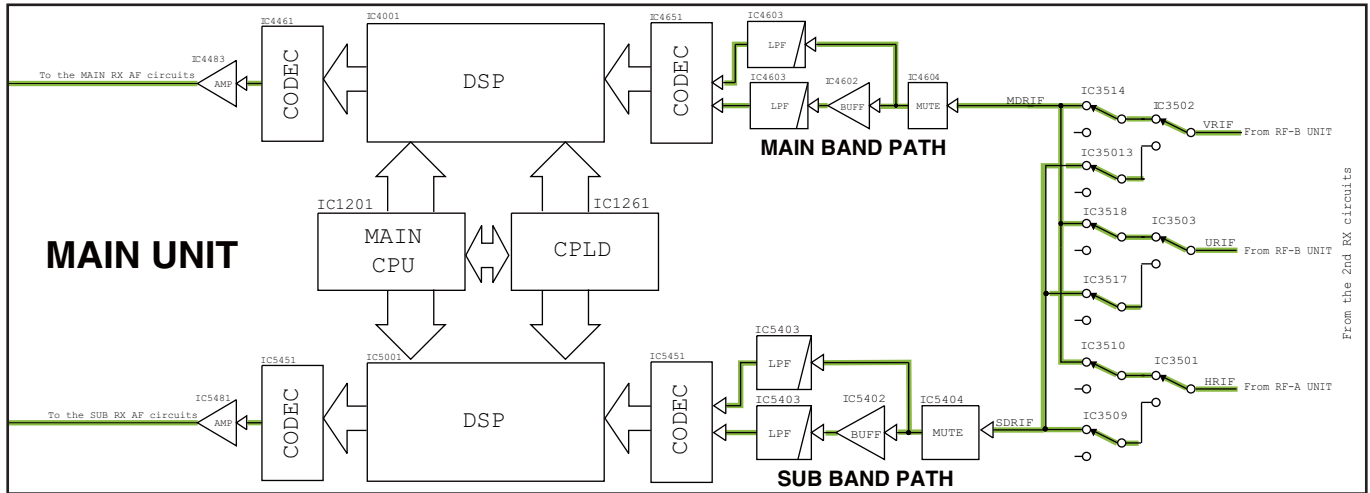 IC4461
IC4001
IC4651
IC4603
IC4483
To the MAIN RX AF circuits
AMP
CODEC
DSP
CODEC
LPF
IC4603
IC4602
IC4604
LPF
BUFF
MUTE
MDRIF
IC3514
IC3502
VRIF
From RF-B UNIT
MAIN BAND PATH
IC35013
IC1201
IC1261
MAIN
CPU
CPLD
MAIN UNIT
IC3518
IC3503
URIF
From RF-B UNIT
IC3517
From the 2nd RX circuits
IC5451
IC5001
IC5451
IC5403
IC3510
IC3501
HRIF
From RF-A UNIT
IC5481
To the SUB RX AF circuits
AMP
CODEC
DSP
CODEC
LPF
IC5403
IC5402
IC5404
LPF
BUFF
MUTE
SDRIF
IC3509
SUB BAND PATH